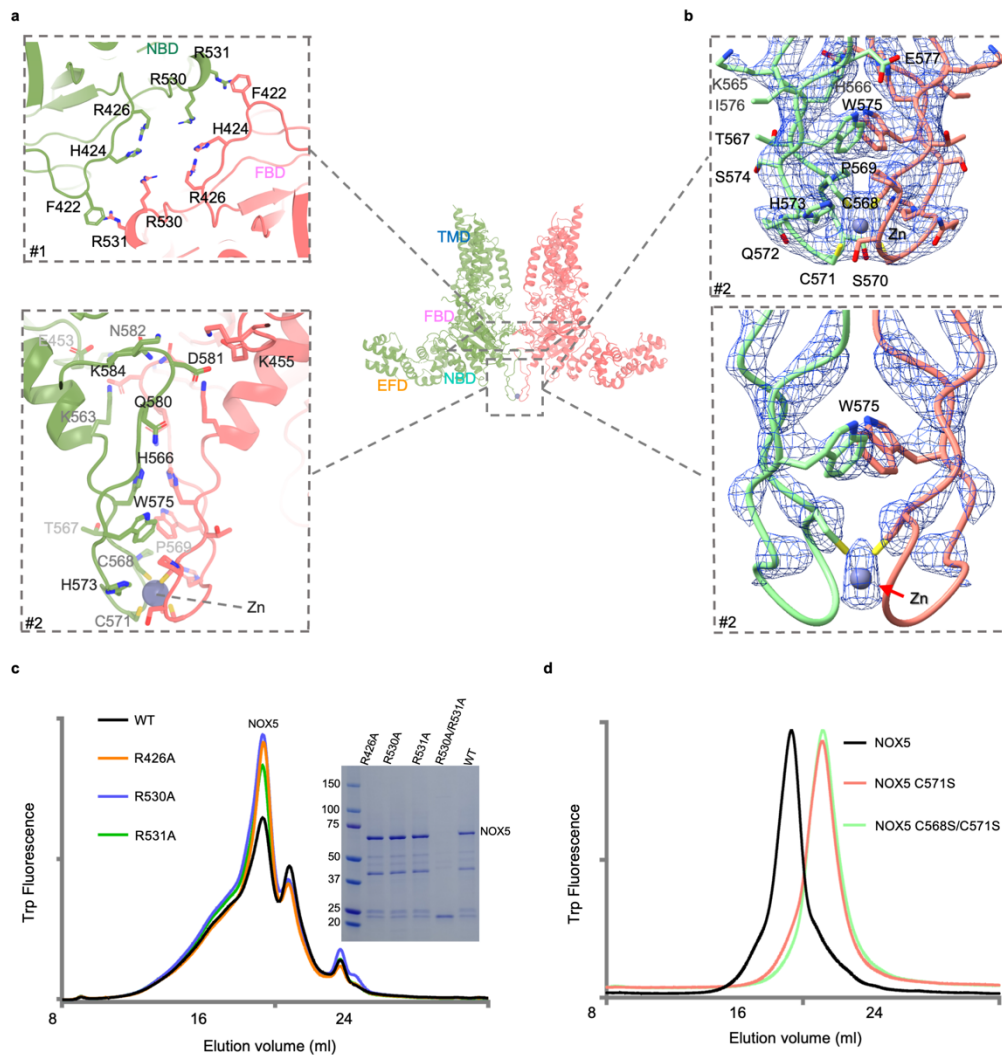 a
NBD
R531
R530
F422
R426
H424
H424
FBD
F422
R426
R530
R531
#1
E453
N582
D581
K455
K584
K563
Q580
H566
W575
T567
P569
C568
H573
Zn
C571
#2
TMD
FBD
NBD
EFD
b
E577
K565
H566
I576
W575
T567
P569
S574
H573
C568
Zn
Q572
C571
S570
#2
W575
Zn
#2
c
WT
R426A
R530A
R531A
NOX5
R426A
R530A
R531A
R530A/R531A
WT
150
100
75
50
37
25
20
NOX5
Trp Fluorescence
8
16
24
Elution volume (ml)
d
NOX5
NOX5 C571S
NOX5 C568S/C571S
Trp Fluorescence
8
16
24
Elution volume (ml)